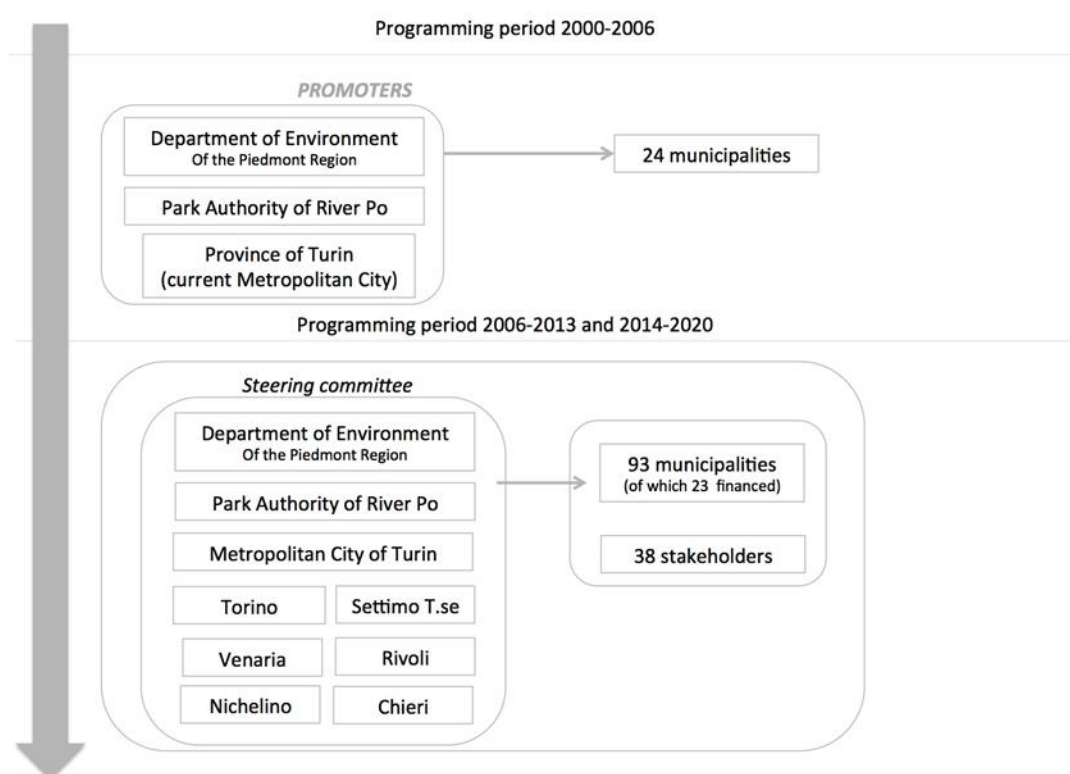 Programming period 2000-2006
PROMOTERS
Department of Environment
Of the Piedmont Region
24 municipalities
Park Authority of River Po
Province of Turin
(current Metropolitan City)
Programming period 2006-2013 and 2014-2020
Steering committee
Department of Environment
Of the Piedmont Region
93 municipalities
(of which 23 financed)
Park Authority of River Po
Metropolitan City of Turin
38 stakeholders
Torino
Settimo T.se
Venaria
Rivoli
Nichelino
Chieri